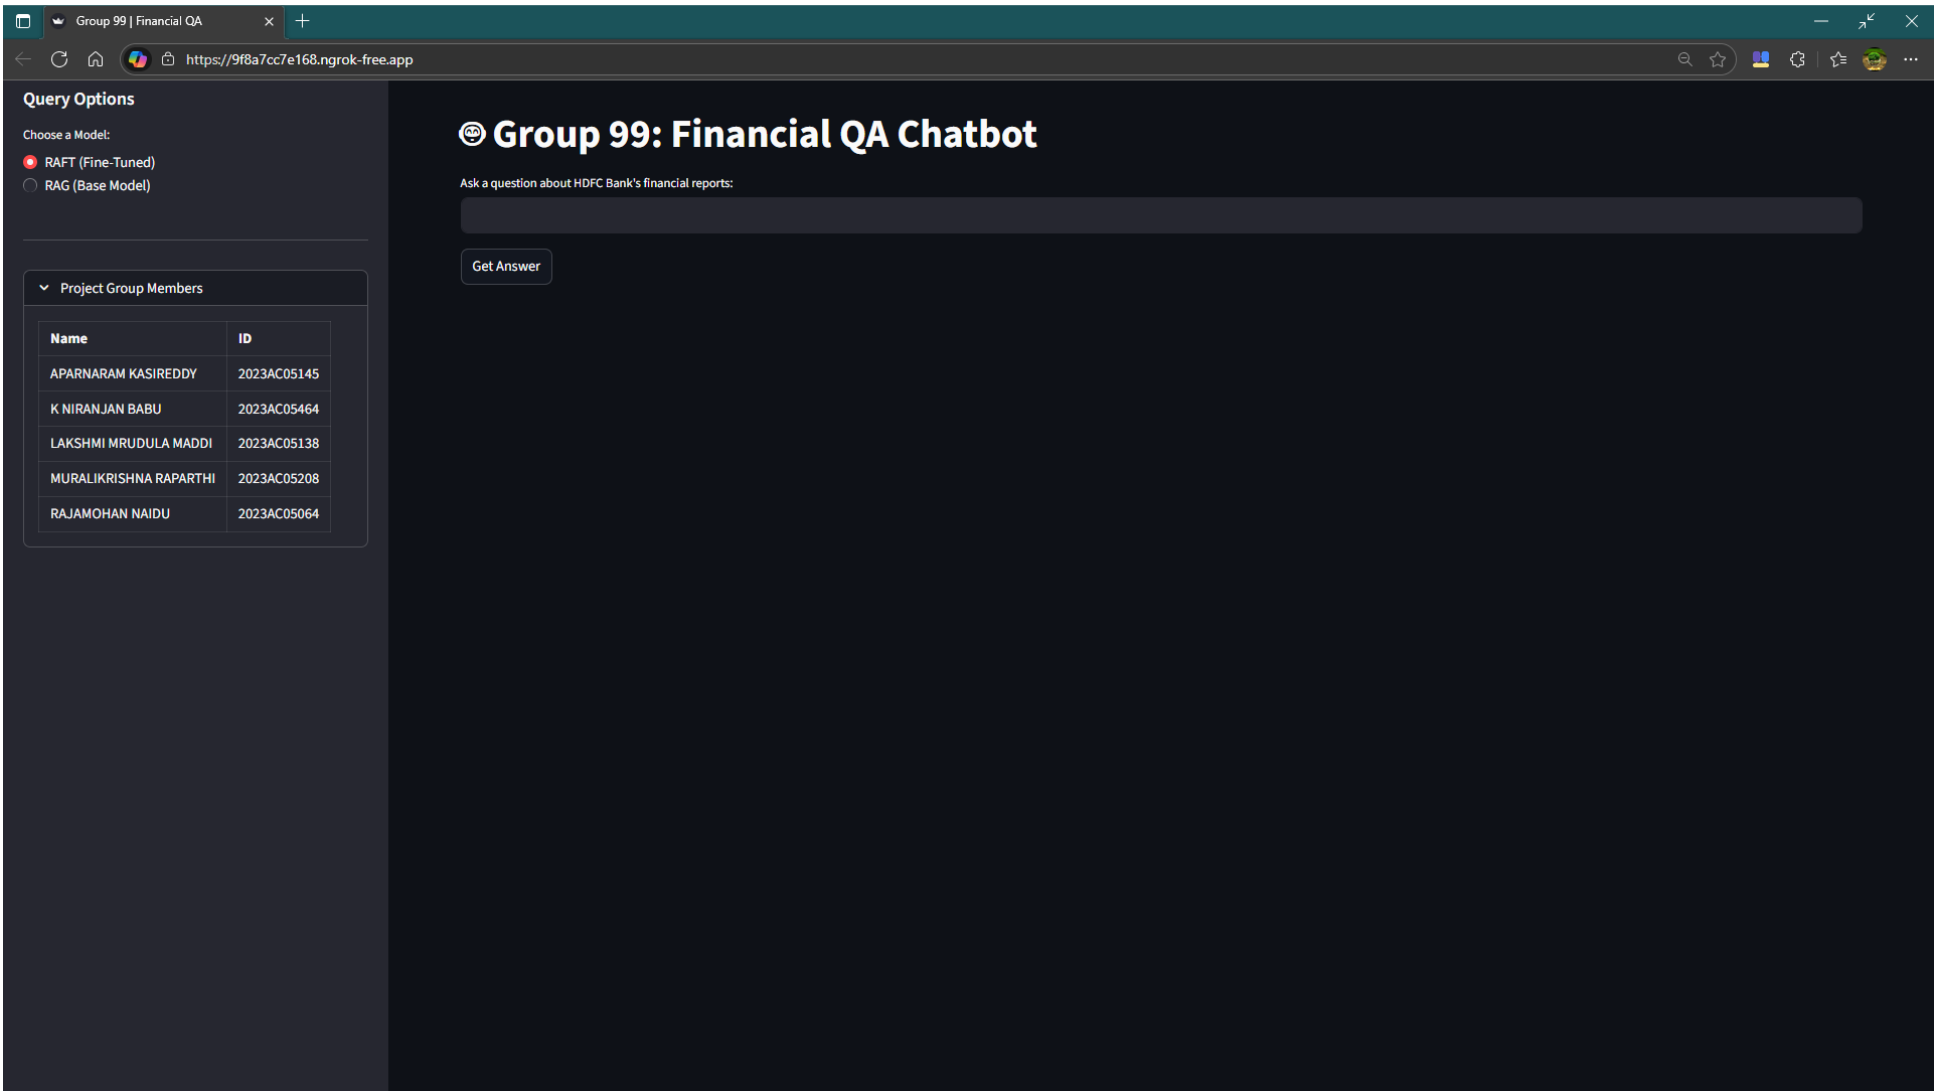 Group 99 | Financial QA
https://9f8a7cc7e168.ngrok-free.app
Query Options
Choose a Model:
RAFT (Fine-Tuned)
RAG (Base Model)
Project Group Members
Name ID
APARNARAM KASIREDDY 2023AC05145
K NIRANJAN BABU 2023AC05464
LAKSHMI MRUDULA MADDI 2023AC05138
MURALIKRISHNA RAPARTHI 2023AC05208
RAJAMOHAN NAIDU 2023AC05064
Group 99: Financial QA Chatbot
Ask a question about HDFC Bank's financial reports:
Get Answer